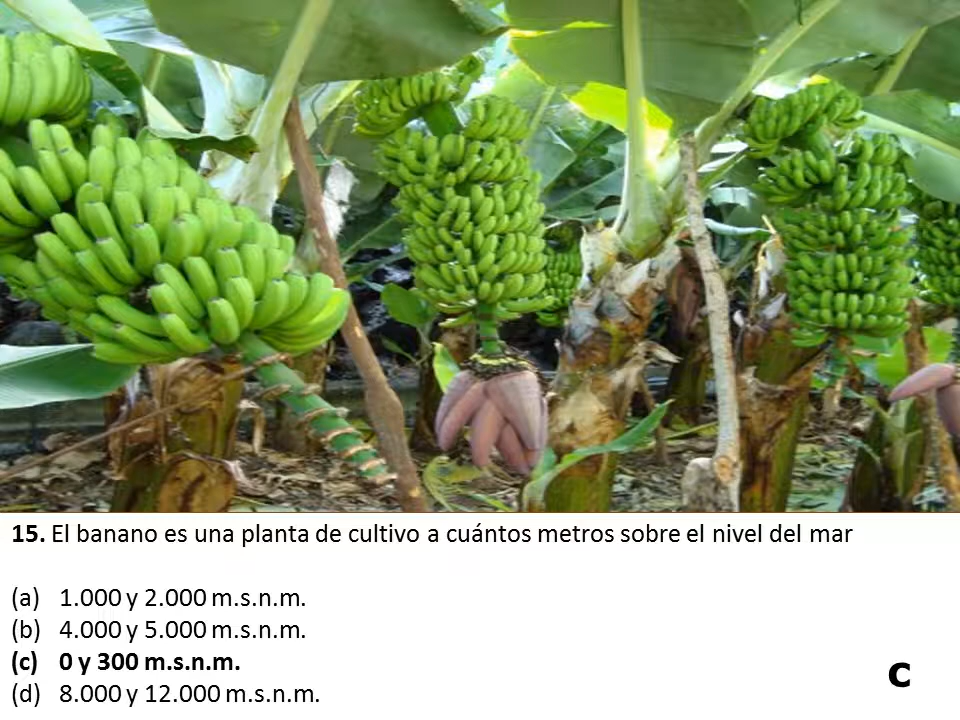 15. El banano es una planta de cultivo a cuántos metros sobre el nivel del mar
(a) 1.000 y 2.000 m.s.n.m.
(b) 4.000 y 5.000 m.s.n.m.
(c) 0 y 300 m.s.n.m.
(d) 8.000 y 12.000 m.s.n.m.
c